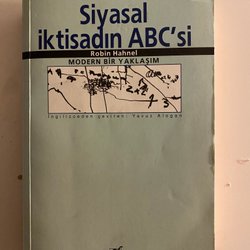 Siyasal
iktisadın ABC'si
Robin Hahnel
MODERN BİR YAKLAŞIM
İngilizceden çeviren: Yavuz Alogan